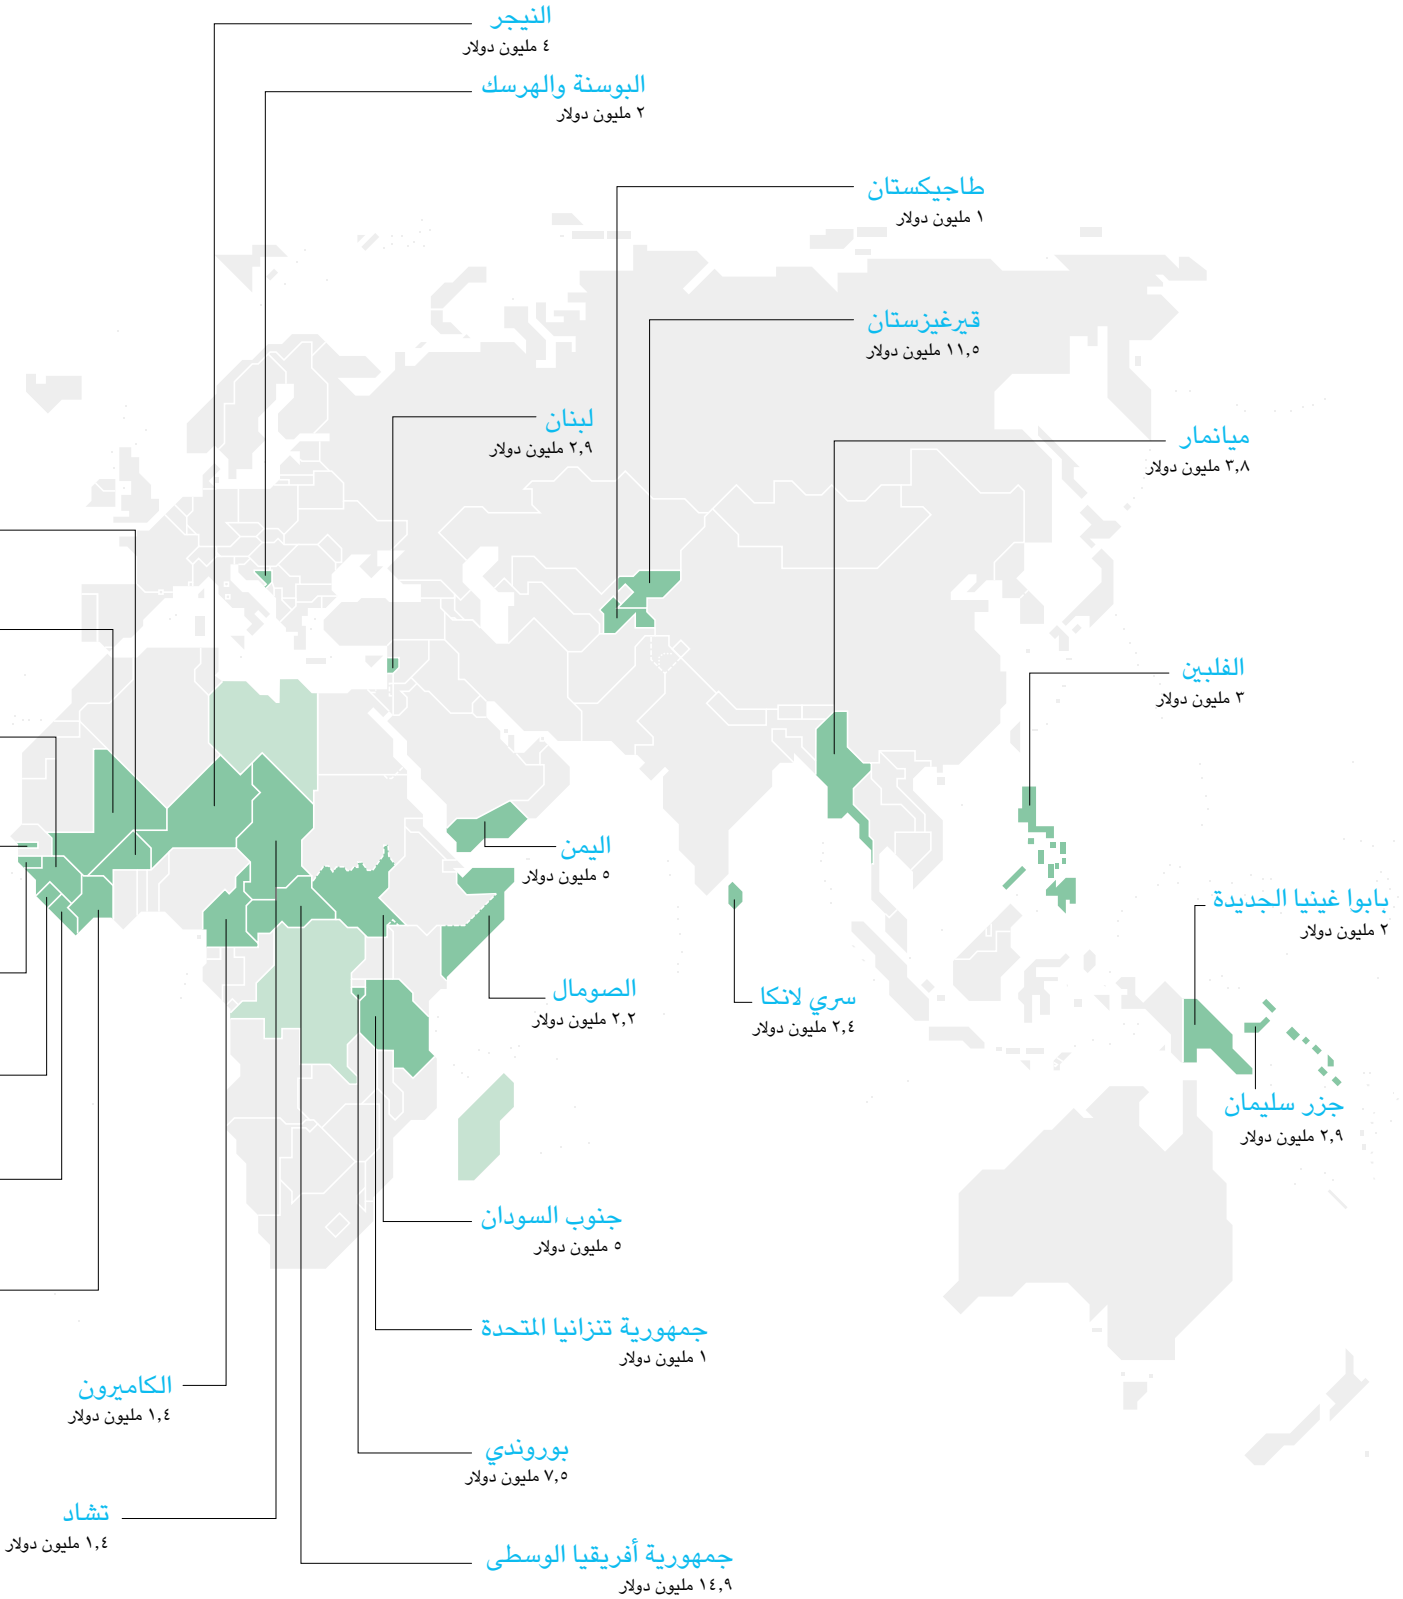 النيجر
٤ مليون دولار
البوسنة والهرسك
٢ مليون دولار
طاجيكستان
١ مليون دولار
قيرغيزستان
١١,٥ مليون دولار
لبنان
٢,٩ مليون دولار
ميانمار
٣,٨ مليون دولار
الفلبين
٣ مليون دولار
اليمن
٥ مليون دولار
بابوا غينيا الجديدة
٢ مليون دولار
الصومال
٢,٢ مليون دولار
سري لانكا
٢,٤ مليون دولار
جزر سليمان
٢,٩ مليون دولار
جنوب السودان
٥ مليون دولار
جمهورية تنزانيا المتحدة
١ مليون دولار
الكاميرون
١,٤ مليون دولار
بوروندي
٧,٥ مليون دولار
تشاد
١,٤ مليون دولار
جمهورية أفريقيا الوسطى
١٤,٩ مليون دولار